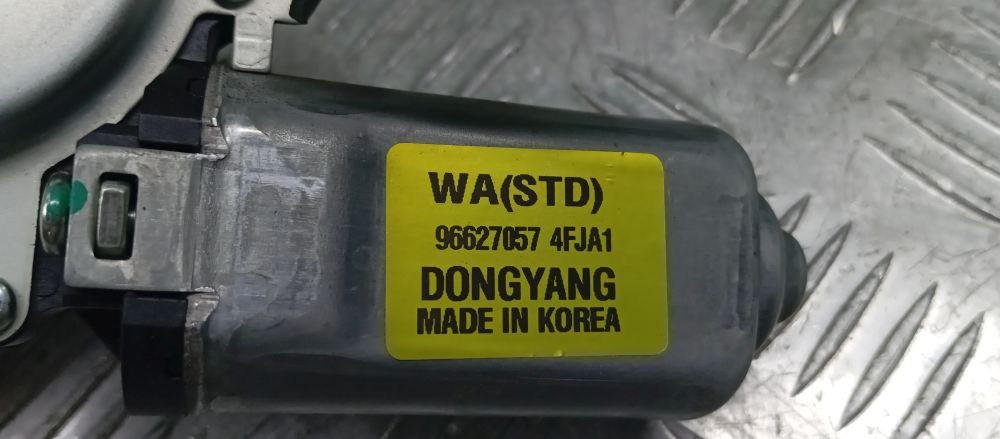 WA(STD)
96627057 4FJA1
DONGYANG
MADE IN KOREA